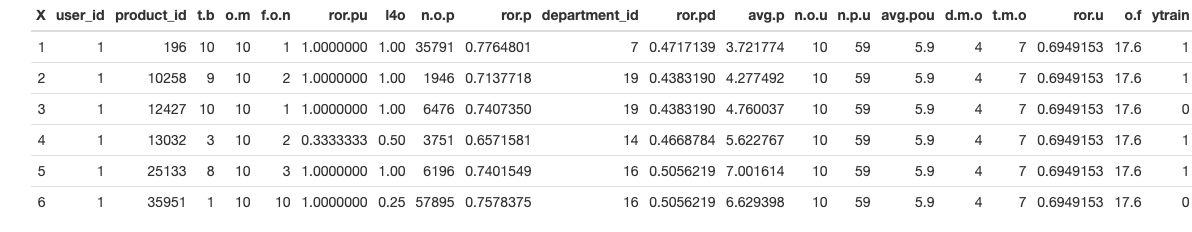 X user_id product_id t.b o.m f.o.n ror.pu l4o n.o.p ror.p department_id ror.pd avg.p n.o.u n.p.u avg.pou d.m.o t.m.o ror.u o.f ytrain
1 1 196 10 10 1 1.0000000 1.00 35791 0.7764801 7 0.4717139 3.721774 10 59 5.9 4 7 0.6949153 17.6 1
2 1 10258 9 10 2 1.0000000 1.00 1946 0.7137718 19 0.4383190 4.277492 10 59 5.9 4 7 0.6949153 17.6 1
3 1 12427 10 10 1 1.0000000 1.00 6476 0.7407350 19 0.4383190 4.760037 10 59 5.9 4 7 0.6949153 17.6 0
4 1 13032 3 10 2 0.3333333 0.50 3751 0.6571581 14 0.4668784 5.622767 10 59 5.9 4 7 0.6949153 17.6 1
5 1 25133 8 10 3 1.0000000 1.00 6196 0.7401549 16 0.5056219 7.001614 10 59 5.9 4 7 0.6949153 17.6 1
6 1 35951 1 10 10 1.0000000 0.25 57895 0.7578375 16 0.5056219 6.629398 10 59 5.9 4 7 0.6949153 17.6 0